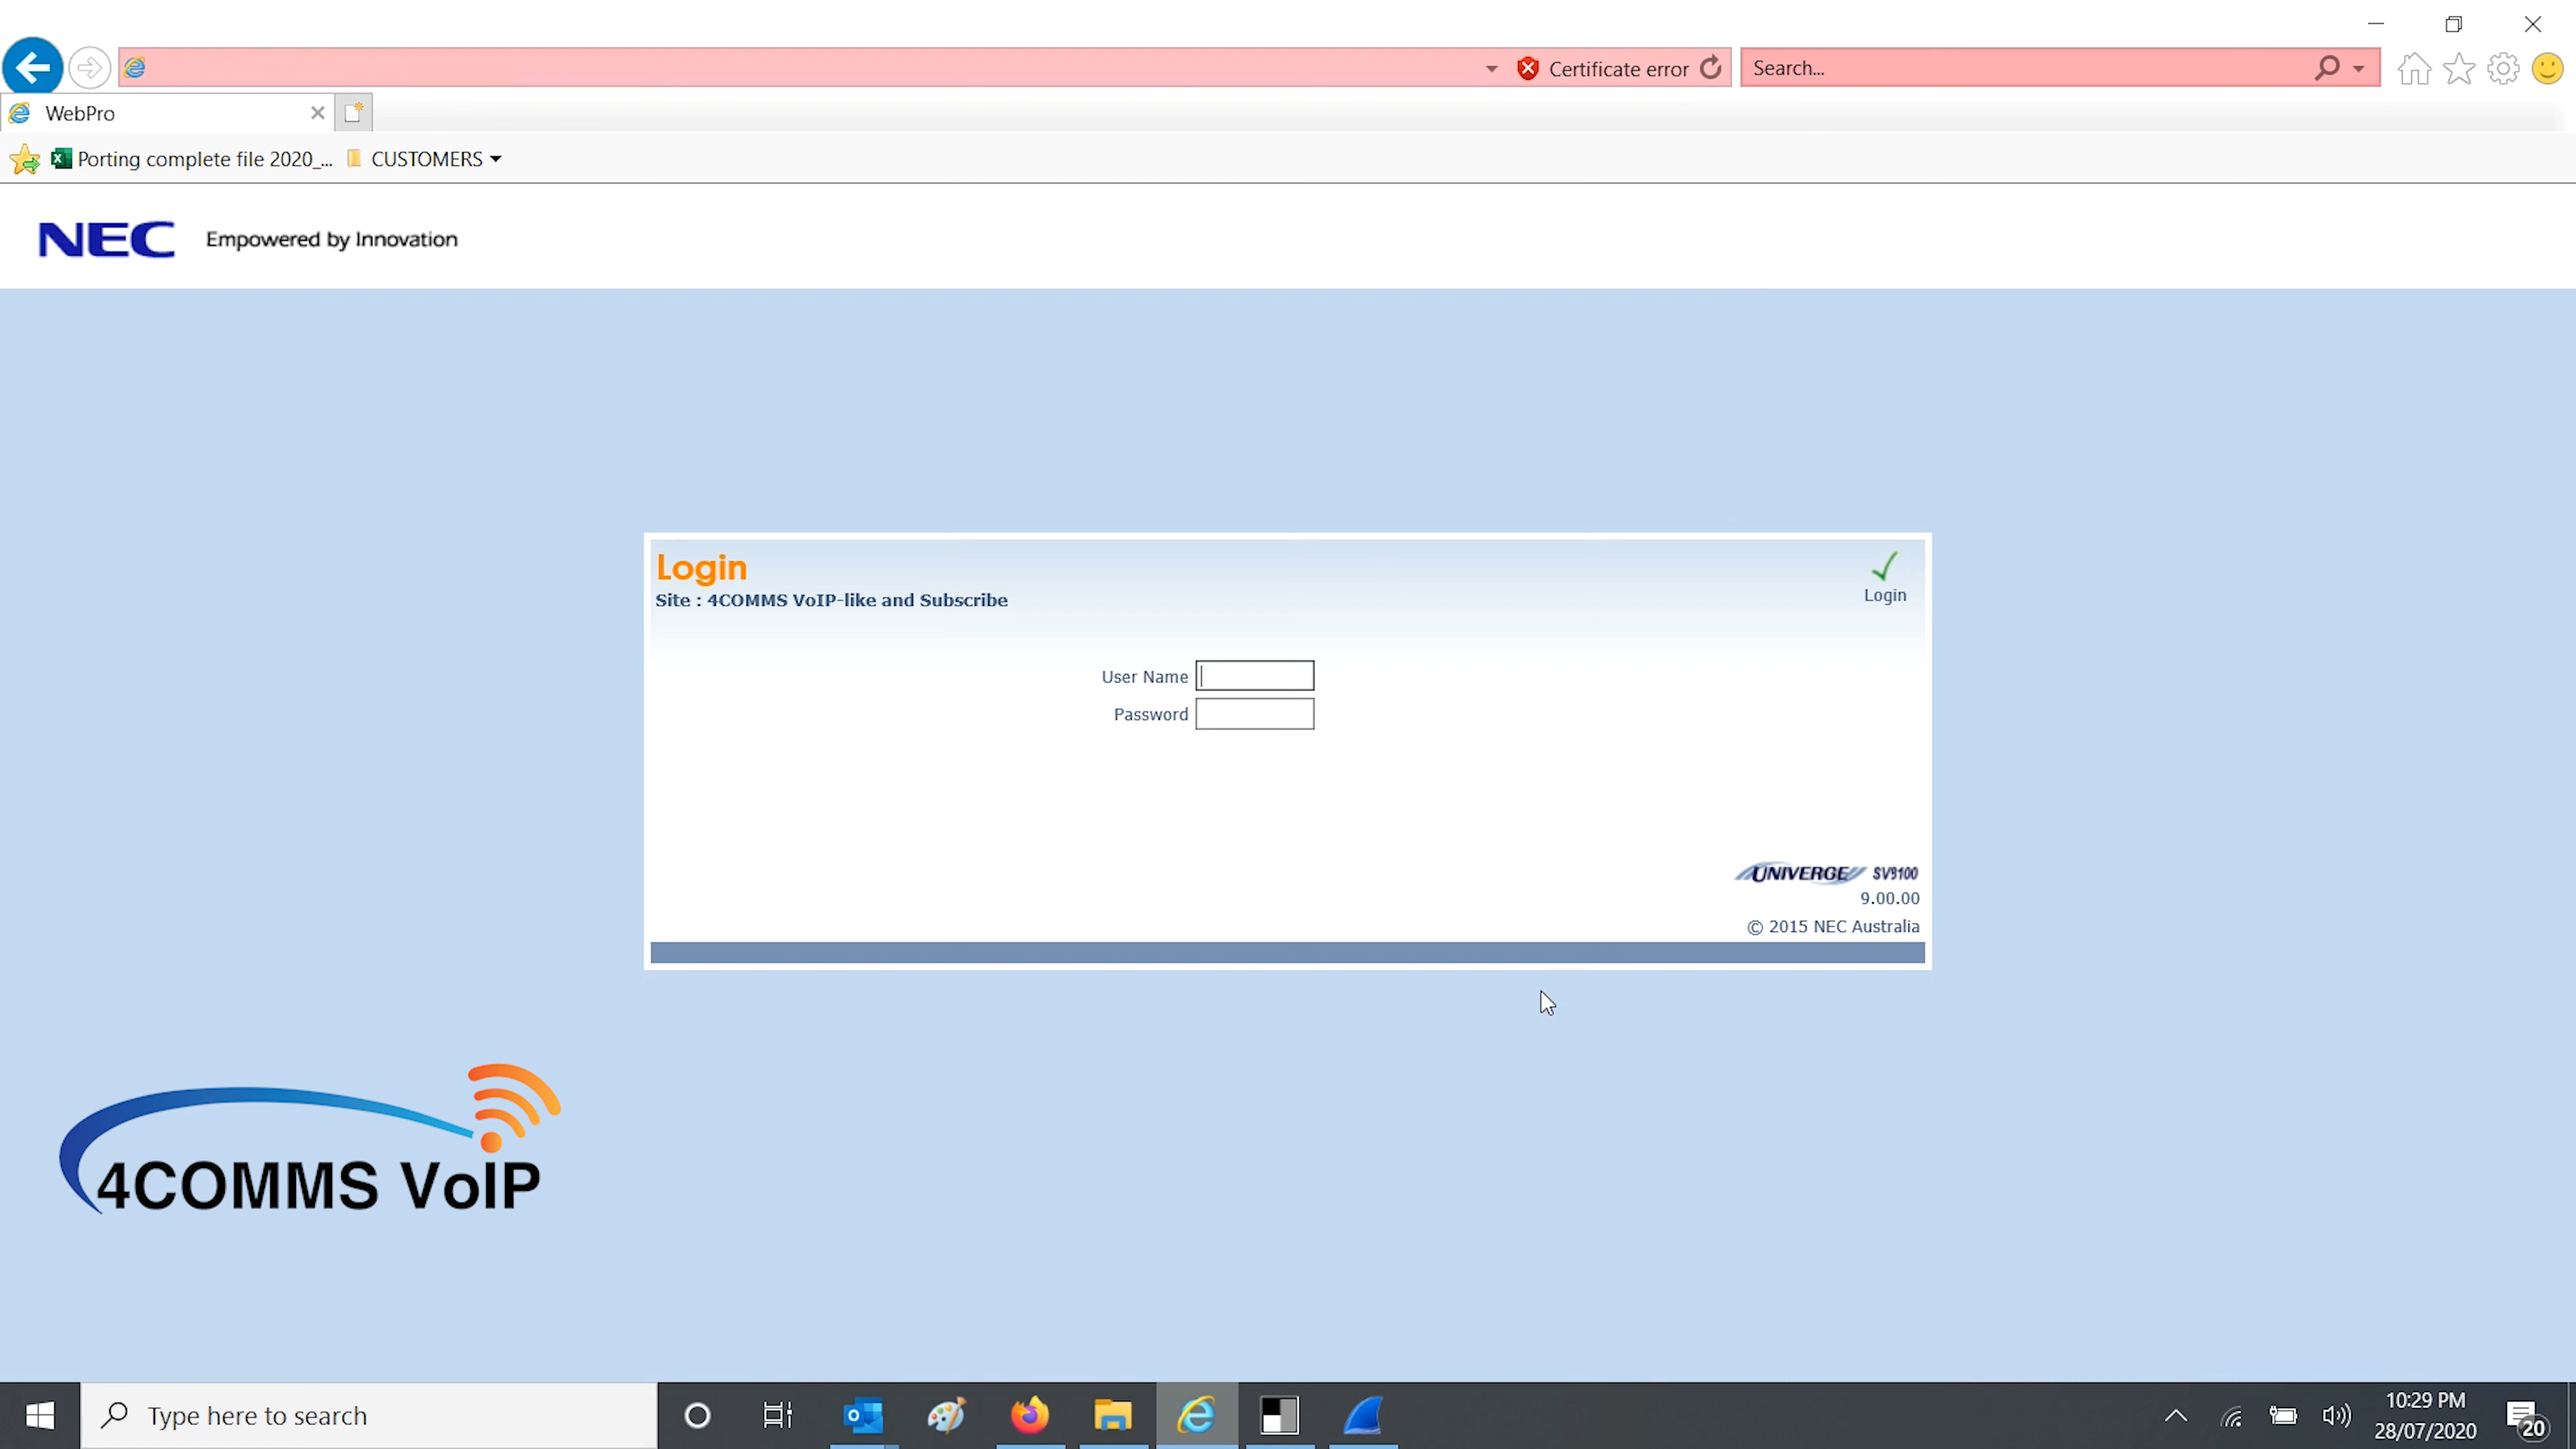 Certificate error
Search...
WebPro
Porting complete file 2020_...
CUSTOMERS
NEC Empowered by Innovation
Login
Site : 4COMMS VoIP-like and Subscribe
Login
User Name
Password
UNIVERGE SV9100
9.00.00
© 2015 NEC Australia
4COMMS VoIP
Type here to search
10:29 PM
28/07/2020
20